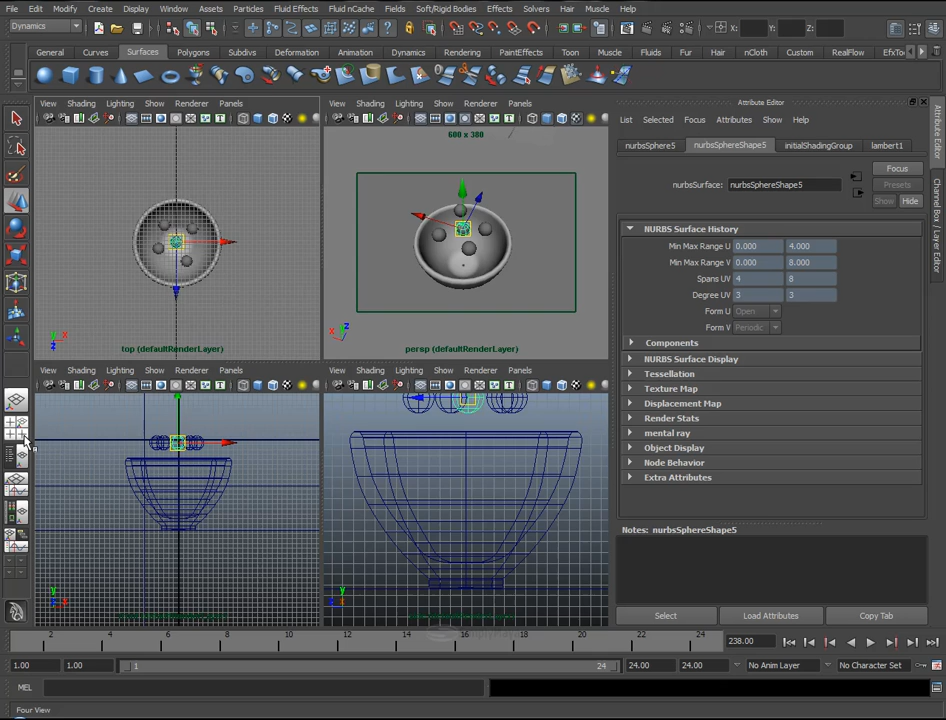 File Edit Modify Create Display Window Assets Particles Fluid Effects Fluid nCache Fields Soft/Rigid Bodies Effects Solvers Hair Muscle Help
Dynamics X: Y: Z:
General Curves Surfaces Polygons Subdivs Deformation Animation Dynamics Rendering PaintEffects Toon Muscle Fluids Fur Hair nCloth Custom RealFlow
View Shading Lighting Show Renderer Panels
View Shading Lighting Show Renderer Panels
600 x 380
top (defaultRenderLayer)
persp (defaultRenderLayer)
View Shading Lighting Show Renderer Panels
View Shading Lighting Show Renderer Panels
Attribute Editor
List Selected Focus Attributes Show Help
nurbsSphere5 nurbsSphereShape5 initialShadingGroup lambert1
Focus
nurbsSurface: nurbsSphereShape5
Presets
Show Hide
NURBS Surface History
Min Max Range U 0.000 4.000
Min Max Range V 0.000 8.000
Spans UV 4 8
Degree UV 3 3
Form U Open
Form V Periodic
Components
NURBS Surface Display
Tessellation
Texture Map
Displacement Map
Render Stats
mental ray
Object Display
Node Behavior
Extra Attributes
Notes: nurbsSphereShape5
Select Load Attributes Copy Tab
Attribute Editor
Channel Box / Layer Editor
2 4 6 8 10 12 14 16 18 20 22 24 238.00
1.00 1.00 1 24 24.00 24.00 No Anim Layer No Character Set
MEL
Four View